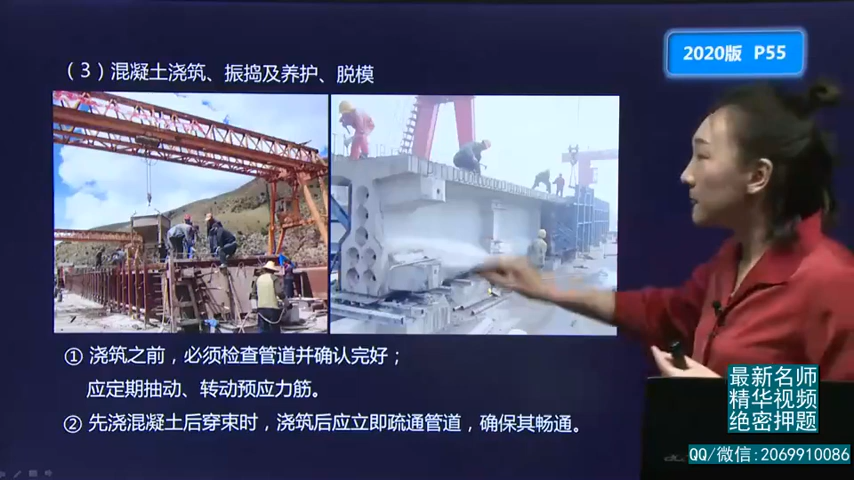 2020版 P55
（3）混凝土浇筑、振捣及养护、脱模
① 浇筑之前，必须检查管道并确认完好；
应定期抽动、转动预应力筋。
② 先浇混凝土后穿束时，浇筑后应立即疏通管道，确保其畅通。
最新名师
精华视频
绝密押题
QQ/微信:2069910086